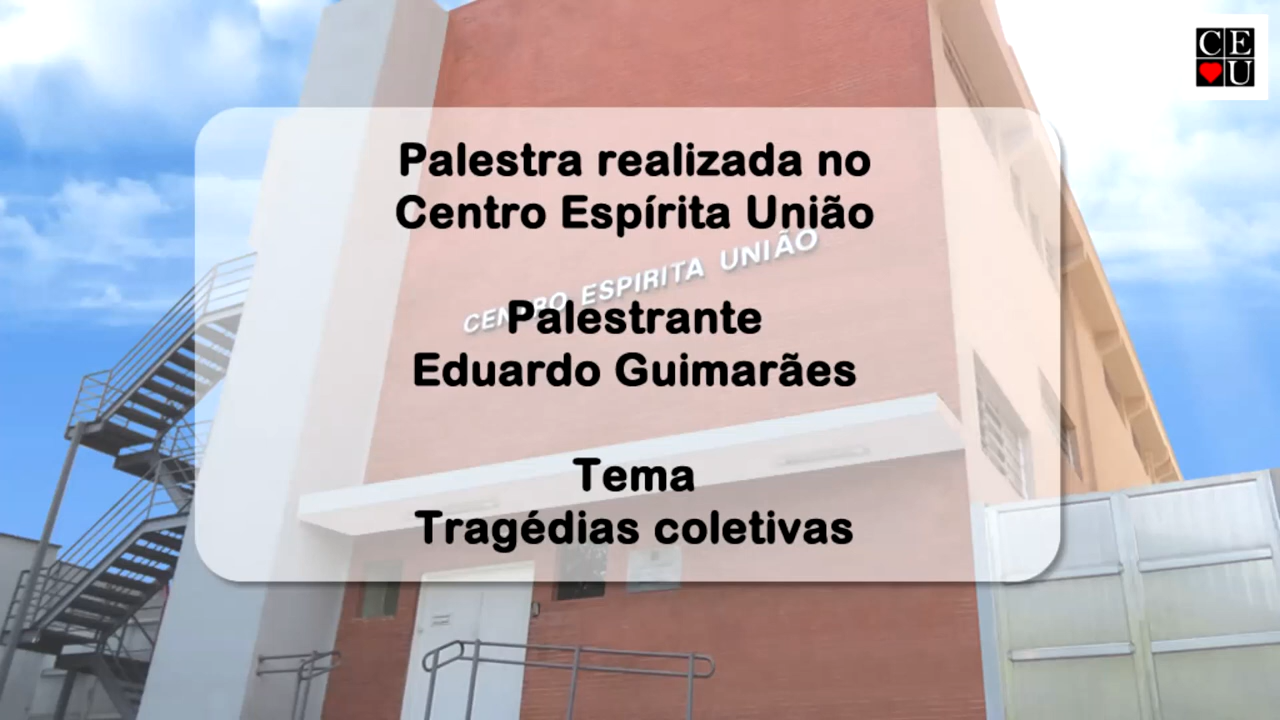 CE
U
Palestra realizada no
Centro Espírita União
CENTRO ESPIRITA UNIÃO
Palestrante
Eduardo Guimarães
Tema
Tragédias coletivas